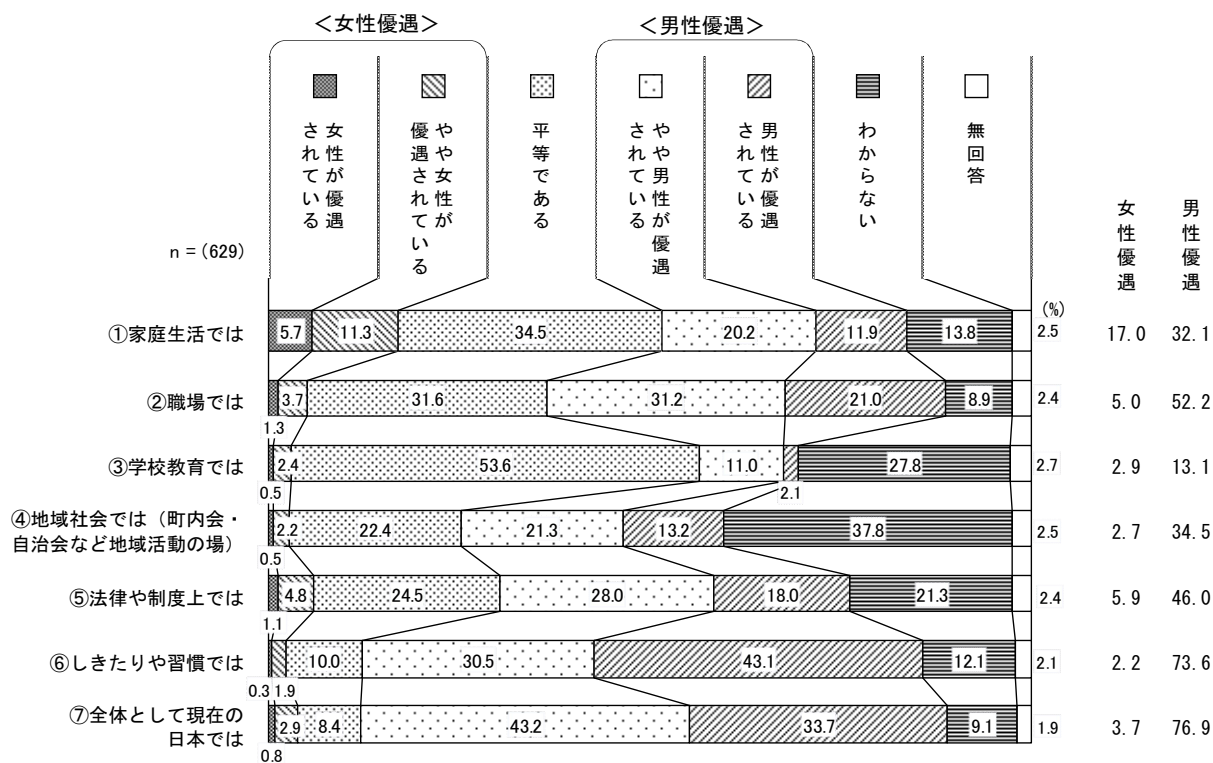 ＜女性優遇＞
＜男性優遇＞
女性が優遇
されている
やや女性が
優遇されている
平等である
やや男性が優遇
されている
男性が優遇
されている
わからない
無回答
女性優遇
男性優遇
n = (629)
(%)
①家庭生活では 5.7 11.3 34.5 20.2 11.9 13.8 2.5 17.0 32.1
②職場では 3.7 31.6 31.2 21.0 8.9 2.4 5.0 52.2
1.3
③学校教育では 2.4 53.6 11.0 27.8 2.7 2.9 13.1
0.5 2.1
④地域社会では（町内会・
自治会など地域活動の場） 2.2 22.4 21.3 13.2 37.8 2.5 2.7 34.5
0.5
⑤法律や制度上では 4.8 24.5 28.0 18.0 21.3 2.4 5.9 46.0
1.1
⑥しきたりや習慣では 10.0 30.5 43.1 12.1 2.1 2.2 73.6
0.3 1.9
⑦全体として現在の
日本では 2.9 8.4 43.2 33.7 9.1 1.9 3.7 76.9
0.8